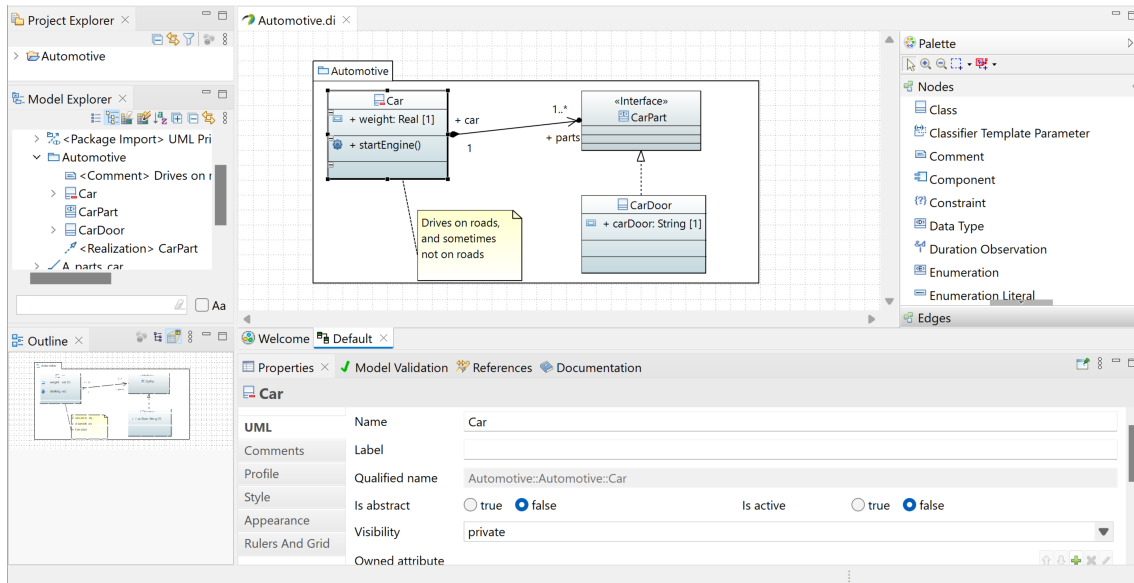 Project Explorer
Automotive
Model Explorer
<Package Import> UML Pri
Automotive
<Comment> Drives on r
Car
CarPart
CarDoor
<Realization> CarPart
A_parts_car
Aa
Outline
Automotive.di
Automotive
Car
+ weight: Real [1]
+ startEngine()
+ car
1
1..*
+ parts
«Interface»
CarPart
CarDoor
+ carDoor: String [1]
Drives on roads,
and sometimes
not on roads
Palette
Nodes
Class
Classifier Template Parameter
Comment
Component
Constraint
Data Type
Duration Observation
Enumeration
Enumeration Literal
Edges
Welcome
Default
Properties
Model Validation
References
Documentation
Car
UML
Comments
Profile
Style
Appearance
Rulers And Grid
Name
Car
Label
Qualified name
Automotive::Automotive::Car
Is abstract
true
false
Is active
true
false
Visibility
private
Owned attribute